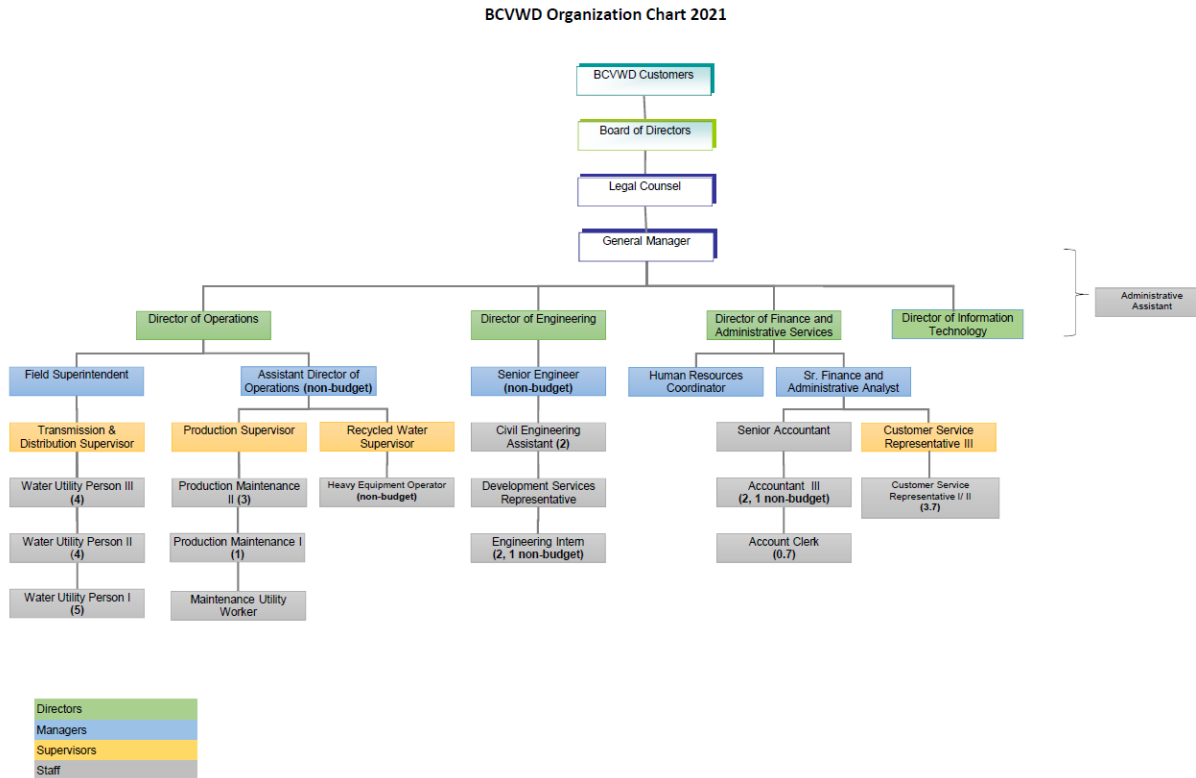 BCVWD Organization Chart 2021
BCVWD Customers
Board of Directors
Legal Counsel
General Manager
Administrative
Assistant
Director of Operations
Director of Engineering
Director of Finance and
Administrative Services
Director of Information
Technology
Field Superintendent
Assistant Director of
Operations (non-budget)
Senior Engineer
(non-budget)
Human Resources
Coordinator
Sr. Finance and
Administrative Analyst
Transmission &
Distribution Supervisor
Production Supervisor
Recycled Water
Supervisor
Civil Engineering
Assistant (2)
Senior Accountant
Customer Service
Representative III
Water Utility Person III
(4)
Production Maintenance
II (3)
Heavy Equipment Operator
(non-budget)
Development Services
Representative
Accountant III
(2, 1 non-budget)
Customer Service
Representative I/ II
(3.7)
Water Utility Person II
(4)
Production Maintenance I
(1)
Engineering Intern
(2, 1 non-budget)
Account Clerk
(0.7)
Water Utility Person I
(5)
Maintenance Utility
Worker
Directors
Managers
Supervisors
Staff